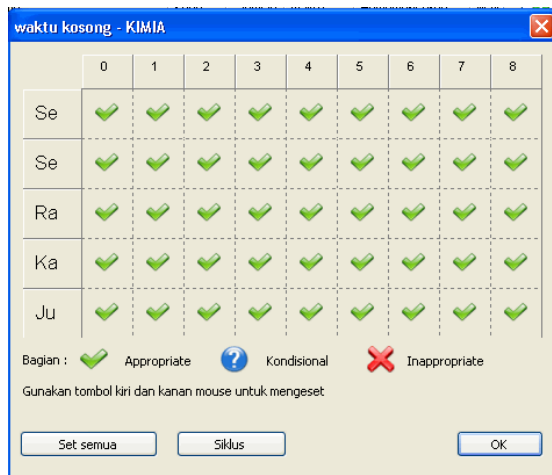 waktu kosong - KIMIA
0 1 2 3 4 5 6 7 8
Se
Se
Ra
Ka
Ju
Bagian : Appropriate Kondisional Inappropriate
Gunakan tombol kiri dan kanan mouse untuk mengeset
Set semua Siklus OK